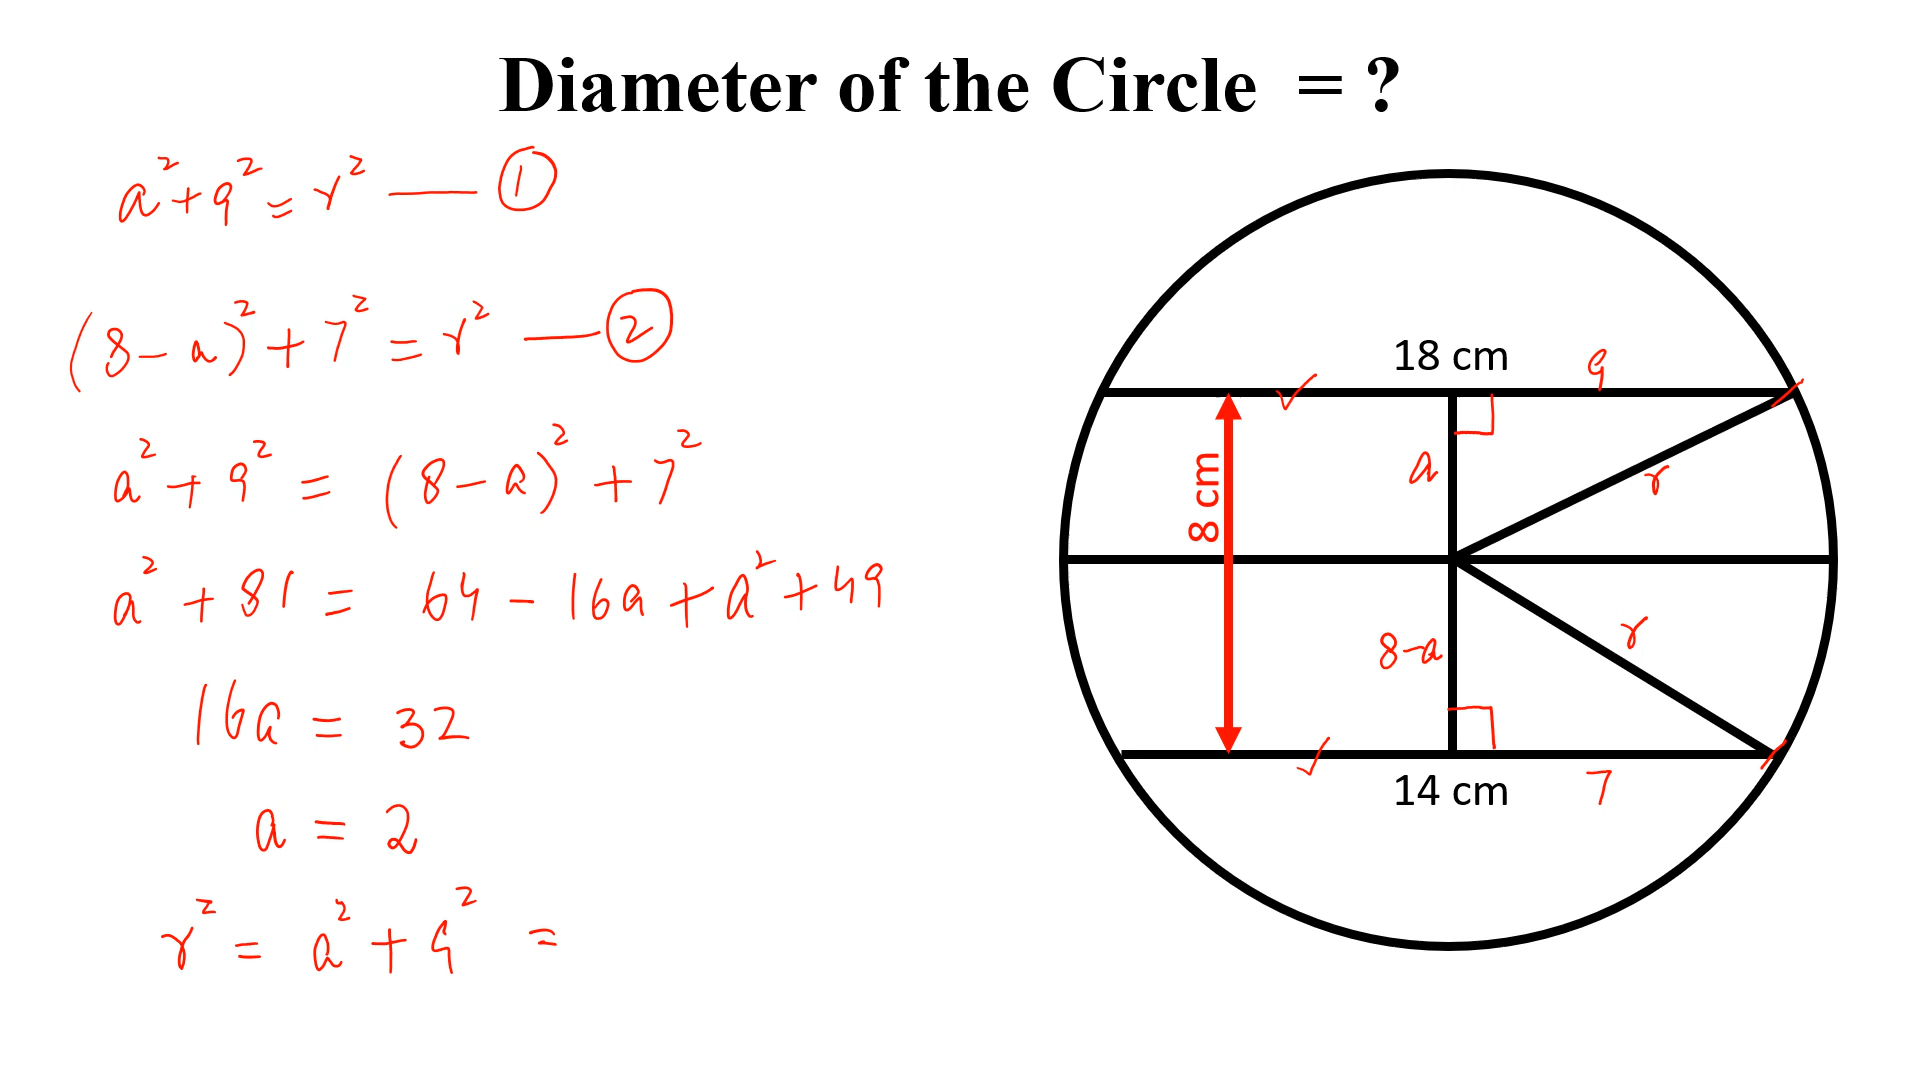 Diameter of the Circle = ?
a² + 9² = r² —— ①
(8 - a)² + 7² = r² —— ②
a² + 9² = (8 - a)² + 7²
a² + 81 = 64 - 16a + a² + 49
16a = 32
a = 2
r² = a² + 9² =
18 cm
9
a
r
8 cm
8-a
r
14 cm
7